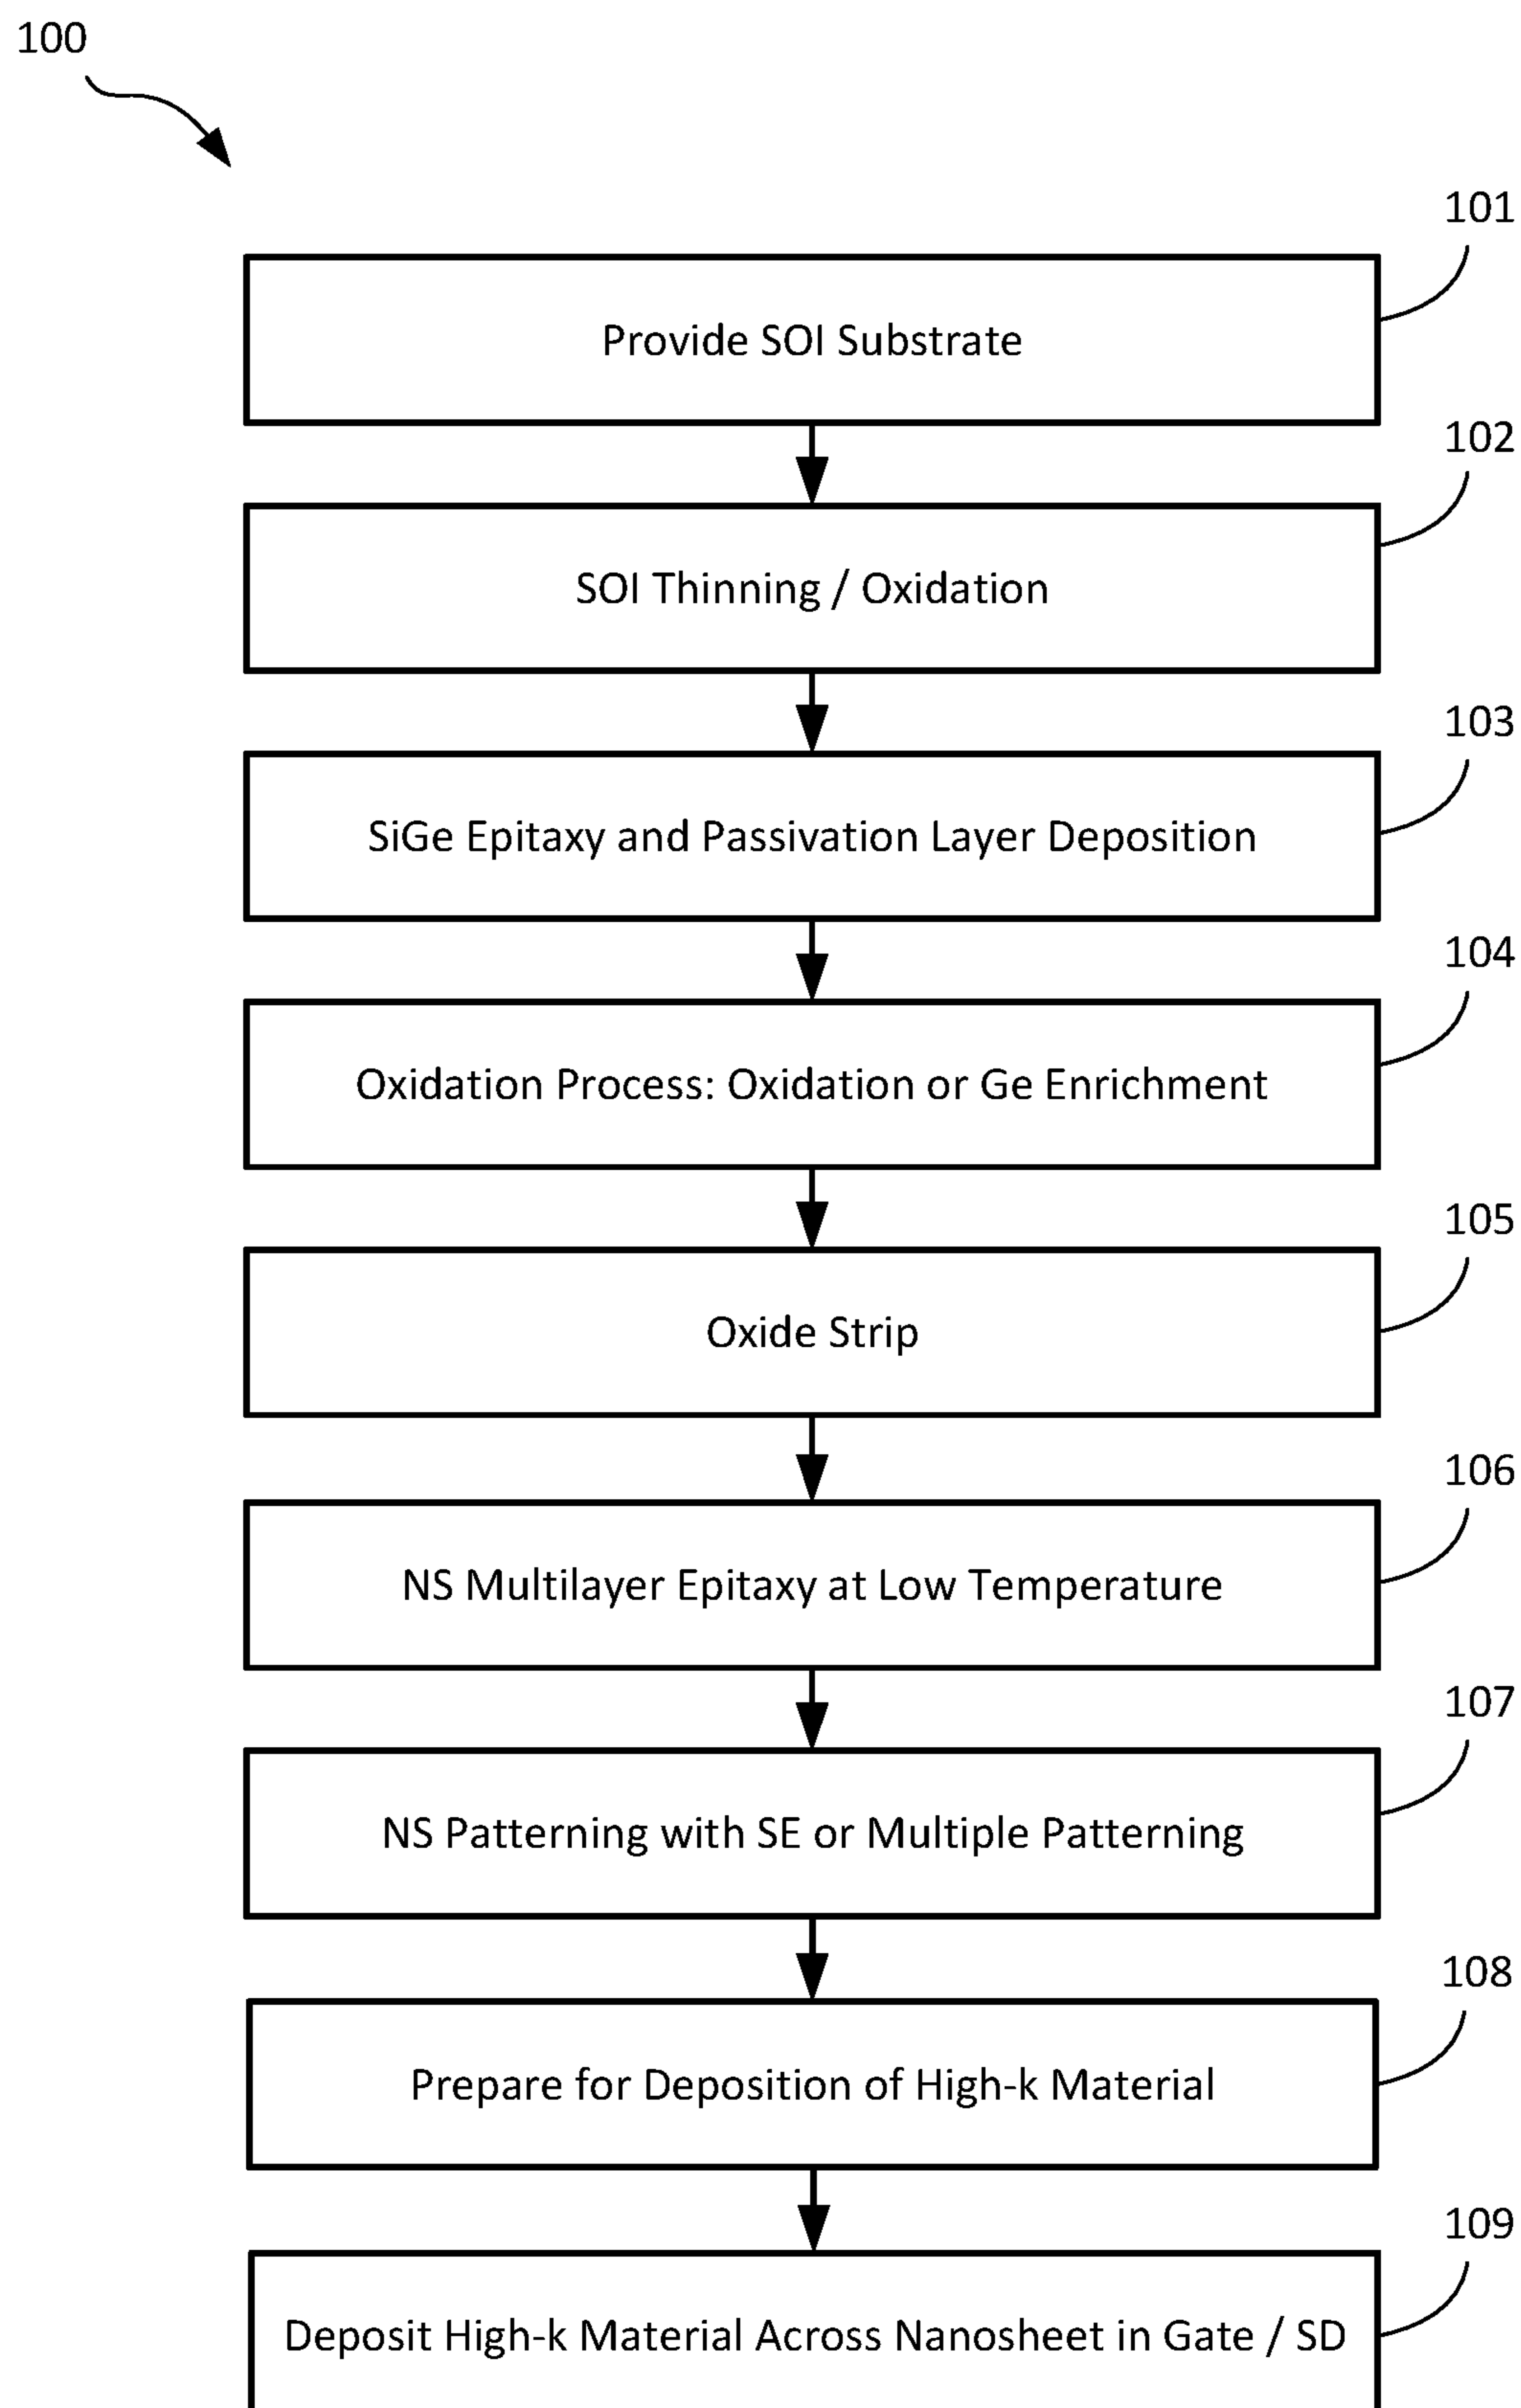 100
101
Provide SOI Substrate
102
SOI Thinning / Oxidation
103
SiGe Epitaxy and Passivation Layer Deposition
104
Oxidation Process: Oxidation or Ge Enrichment
105
Oxide Strip
106
NS Multilayer Epitaxy at Low Temperature
107
NS Patterning with SE or Multiple Patterning
108
Prepare for Deposition of High-k Material
109
Deposit High-k Material Across Nanosheet in Gate / SD